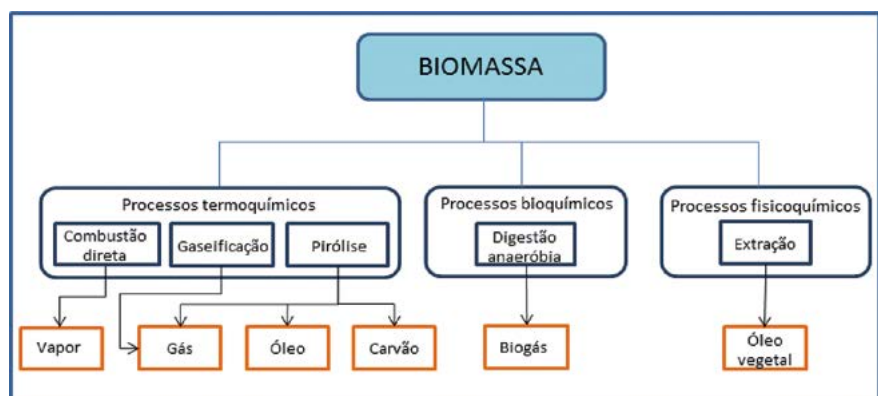 BIOMASSA
Processos termoquímicos
Combustão
direta
Gaseificação
Pirólise
Processos bioquímicos
Digestão
anaeróbia
Processos fisicoquímicos
Extração
Vapor
Gás
Óleo
Carvão
Biogás
Óleo
vegetal